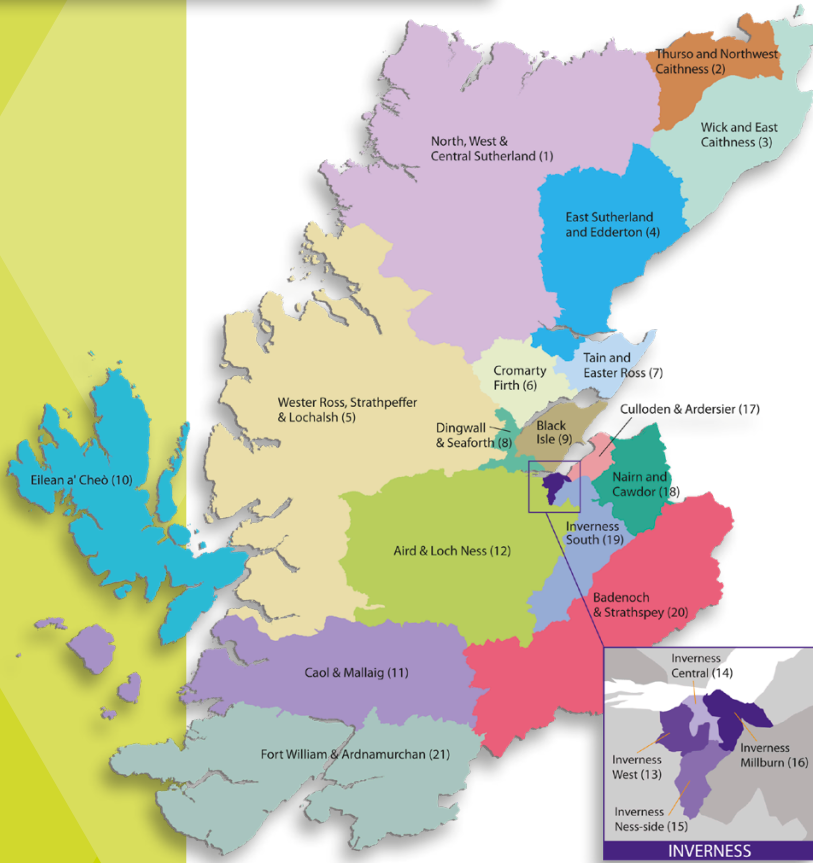 Thurso and Northwest
Caithness (2)
Wick and East
Caithness (3)
North, West &
Central Sutherland (1)
East Sutherland
and Edderton (4)
Cromarty
Firth (6)
Tain and
Easter Ross (7)
Wester Ross, Strathpeffer
& Lochalsh (5)
Culloden & Ardersier (17)
Dingwall
& Seaforth (8)
Black
Isle (9)
Eilean a' Cheò (10)
Nairn and
Cawdor (18)
Inverness
South (19)
Aird & Loch Ness (12)
Badenoch
& Strathspey (20)
Caol & Mallaig (11)
Fort William & Ardnamurchan (21)
Inverness
Central (14)
Inverness
West (13)
Inverness
Millburn (16)
Inverness
Ness-side (15)
INVERNESS